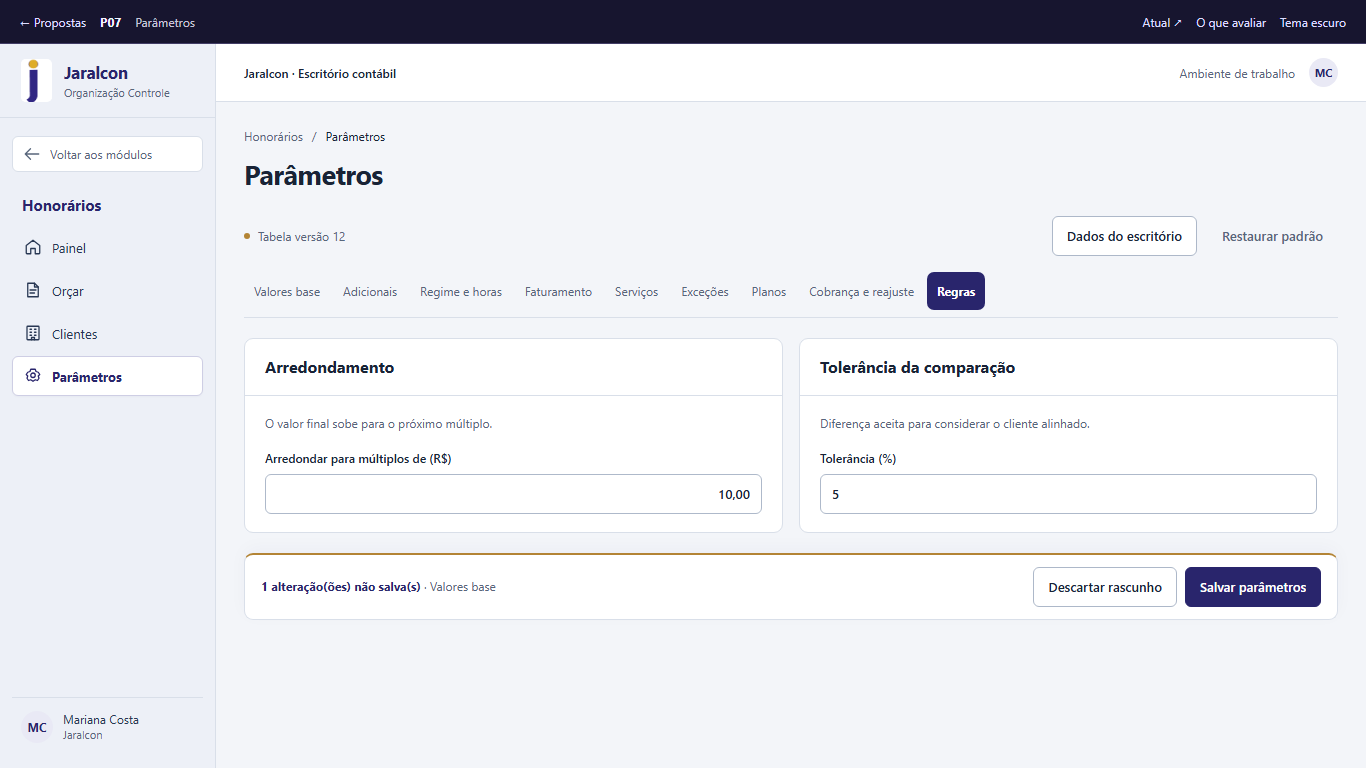 ← Propostas P07 Parâmetros Atual ↗ O que avaliar Tema escuro
j
Jaralcon
Organização Controle
Jaralcon · Escritório contábil
Ambiente de trabalho MC
← Voltar aos módulos
Honorários
Painel
Orçar
Clientes
Parâmetros
MC
Mariana Costa
Jaralcon
Honorários / Parâmetros
Parâmetros
Tabela versão 12
Dados do escritório Restaurar padrão
Valores base Adicionais Regime e horas Faturamento Serviços Exceções Planos Cobrança e reajuste Regras
Arredondamento
O valor final sobe para o próximo múltiplo.
Arredondar para múltiplos de (R$)
10,00
Tolerância da comparação
Diferença aceita para considerar o cliente alinhado.
Tolerância (%)
5
1 alteração(ões) não salva(s) · Valores base
Descartar rascunho Salvar parâmetros